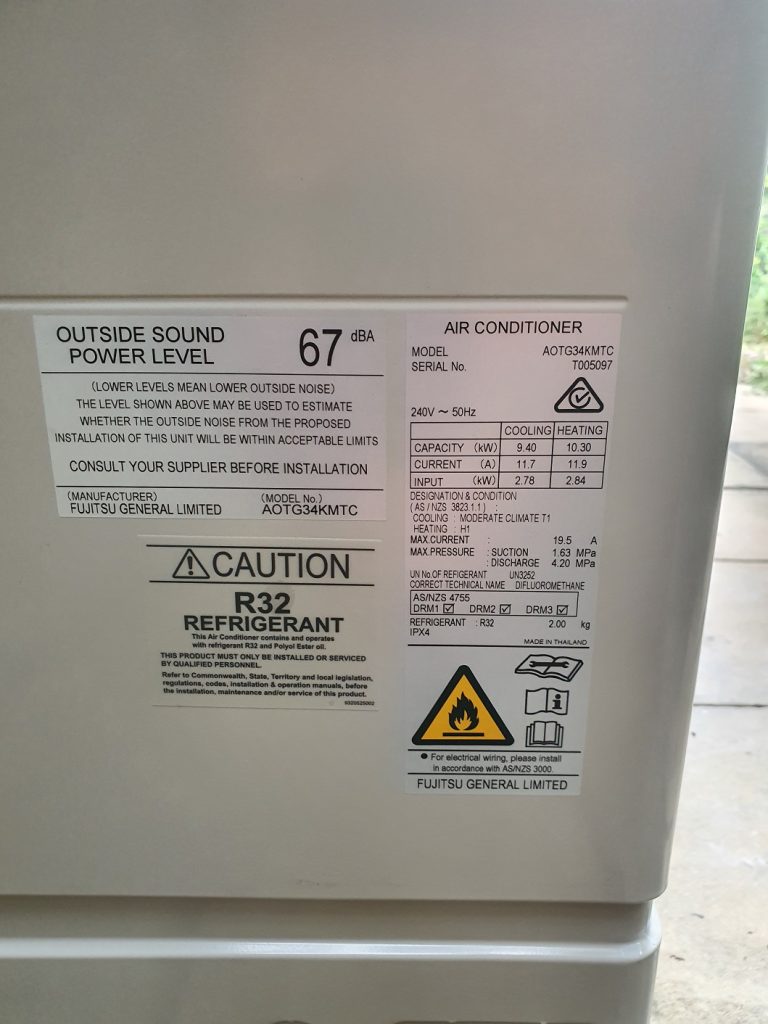 OUTSIDE SOUND
POWER LEVEL
67 dBA
(LOWER LEVELS MEAN LOWER OUTSIDE NOISE)
THE LEVEL SHOWN ABOVE MAY BE USED TO ESTIMATE
WHETHER THE OUTSIDE NOISE FROM THE PROPOSED
INSTALLATION OF THIS UNIT WILL BE WITHIN ACCEPTABLE LIMITS
CONSULT YOUR SUPPLIER BEFORE INSTALLATION
(MANUFACTURER) (MODEL No.)
FUJITSU GENERAL LIMITED AOTG34KMTC
CAUTION
R32
REFRIGERANT
This Air Conditioner contains and operates
with refrigerant R32 and Polyol Ester oil.
THIS PRODUCT MUST ONLY BE INSTALLED OR SERVICED
BY QUALIFIED PERSONNEL.
Refer to Commonwealth, State, Territory and local legislation,
regulations, codes, installation & operation manuals, before
the installation, maintenance and/or service of this product.
9320525002
AIR CONDITIONER
MODEL AOTG34KMTC
SERIAL No. T005097
240V ~ 50Hz
COOLING HEATING
CAPACITY (kW) 9.40 10.30
CURRENT (A) 11.7 11.9
INPUT (kW) 2.78 2.84
DESIGNATION & CONDITION
(AS / NZS 3823.1.1) :
COOLING : MODERATE CLIMATE T1
HEATING : H1
MAX.CURRENT : 19.5 A
MAX.PRESSURE : SUCTION 1.63 MPa
: DISCHARGE 4.20 MPa
UN No.OF REFRIGERANT UN3252
CORRECT TECHNICAL NAME DIFLUOROMETHANE
AS/NZS 4755
DRM1 ☑ DRM2 ☑ DRM3 ☑
REFRIGERANT : R32 2.00 kg
IPX4
MADE IN THAILAND
● For electrical wiring, please install
in accordance with AS/NZS 3000.
FUJITSU GENERAL LIMITED